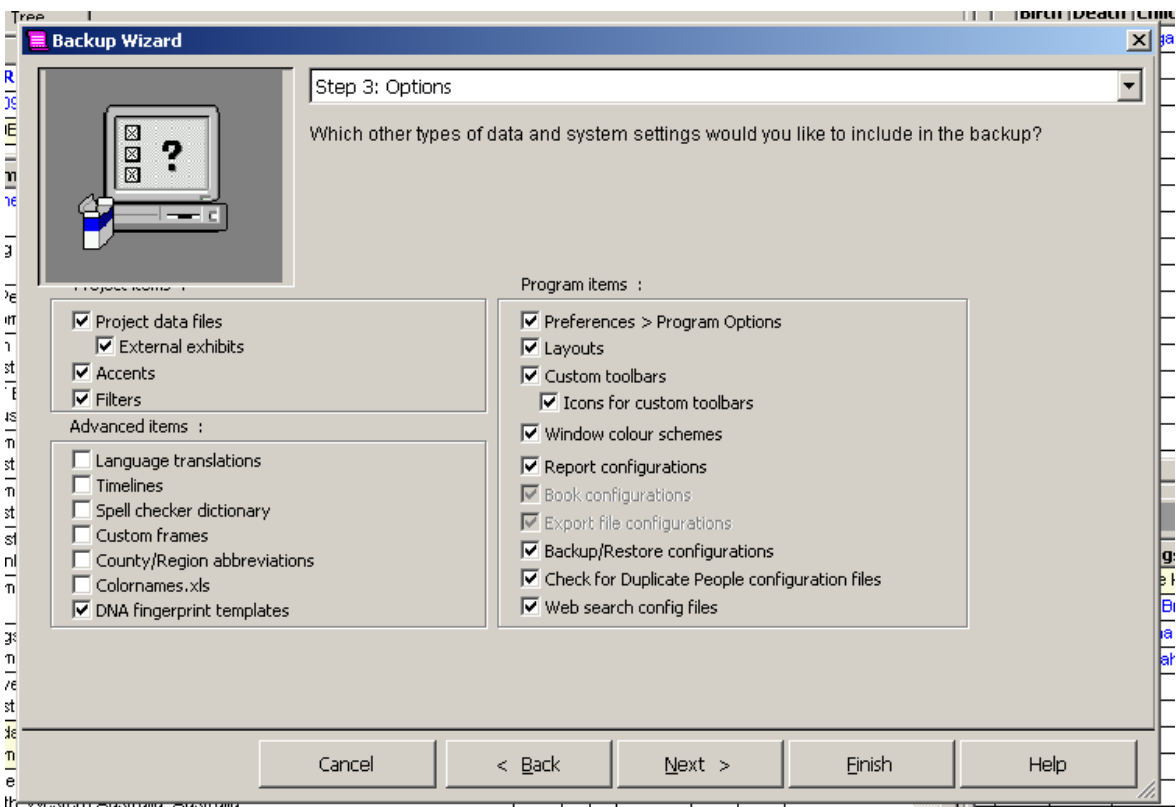 Tree
Birth Death
Backup Wizard
Step 3: Options
Which other types of data and system settings would you like to include in the backup?
Project items :
Project data files
External exhibits
Accents
Filters
Advanced items :
Language translations
Timelines
Spell checker dictionary
Custom frames
County/Region abbreviations
Colornames.xls
DNA fingerprint templates
Program items :
Preferences > Program Options
Layouts
Custom toolbars
Icons for custom toolbars
Window colour schemes
Report configurations
Book configurations
Export file configurations
Backup/Restore configurations
Check for Duplicate People configuration files
Web search config files
Cancel
< Back
Next >
Finish
Help